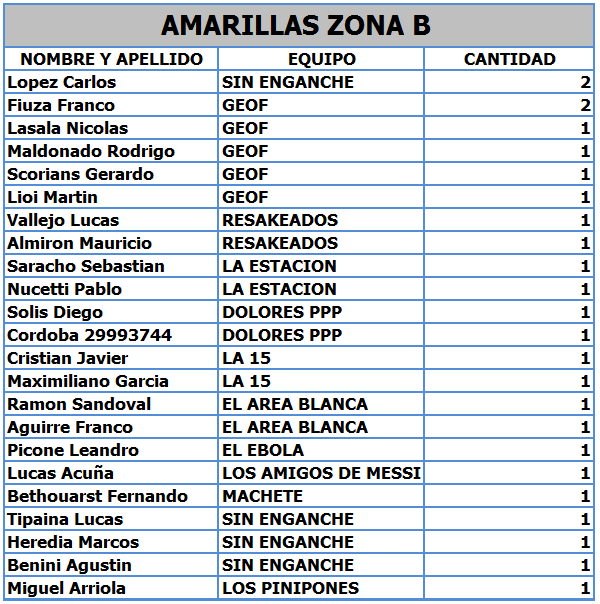 AMARILLAS ZONA B
NOMBRE Y APELLIDO EQUIPO CANTIDAD
Lopez Carlos SIN ENGANCHE 2
Fiuza Franco GEOF 2
Lasala Nicolas GEOF 1
Maldonado Rodrigo GEOF 1
Scorians Gerardo GEOF 1
Lioi Martin GEOF 1
Vallejo Lucas RESAKEADOS 1
Almiron Mauricio RESAKEADOS 1
Saracho Sebastian LA ESTACION 1
Nucetti Pablo LA ESTACION 1
Solis Diego DOLORES PPP 1
Cordoba 29993744 DOLORES PPP 1
Cristian Javier LA 15 1
Maximiliano Garcia LA 15 1
Ramon Sandoval EL AREA BLANCA 1
Aguirre Franco EL AREA BLANCA 1
Picone Leandro EL EBOLA 1
Lucas Acuña LOS AMIGOS DE MESSI 1
Bethouarst Fernando MACHETE 1
Tipaina Lucas SIN ENGANCHE 1
Heredia Marcos SIN ENGANCHE 1
Benini Agustin SIN ENGANCHE 1
Miguel Arriola LOS PINIPONES 1